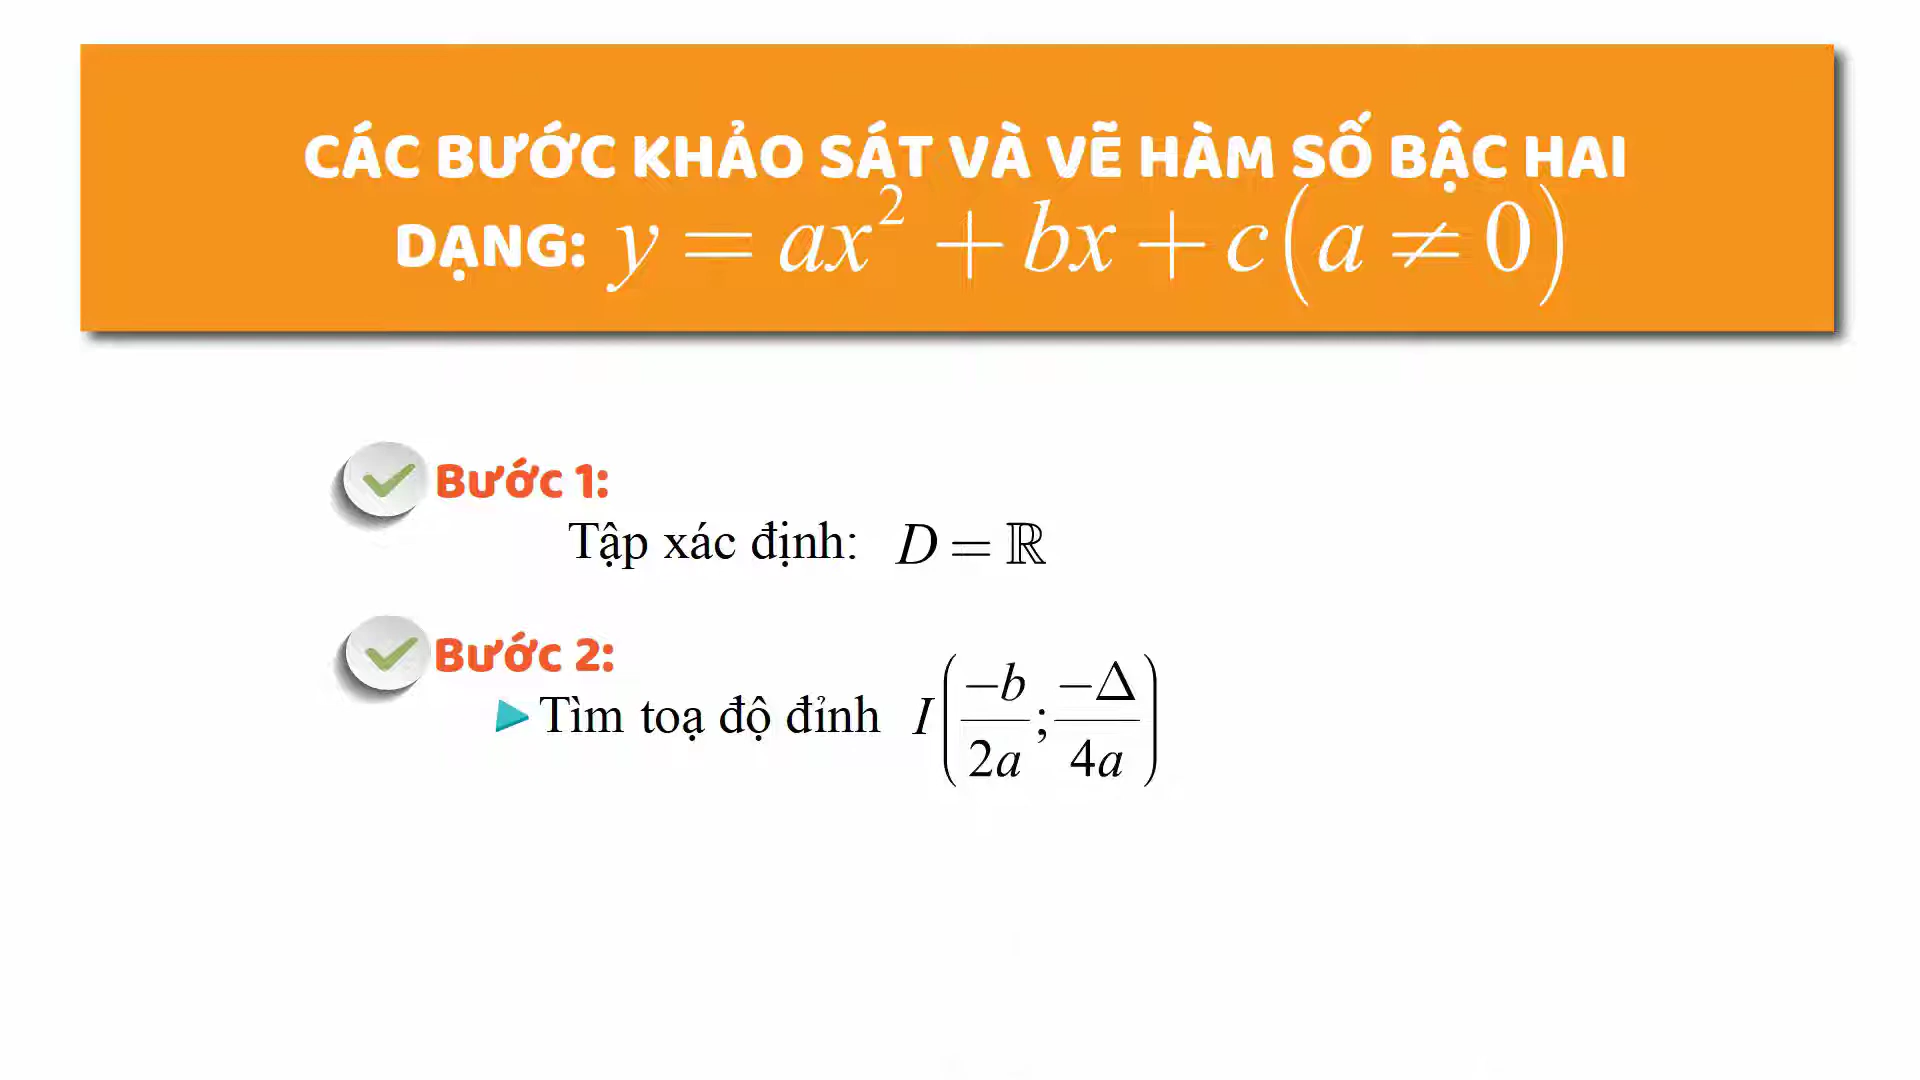 CÁC BƯỚC KHẢO SÁT VÀ VẼ HÀM SỐ BẬC HAI
DẠNG: y = ax² + bx + c(a ≠ 0)
Bước 1:
Tập xác định: D = ℝ
Bước 2:
Tìm toạ độ đỉnh I(-b/2a; -Δ/4a)